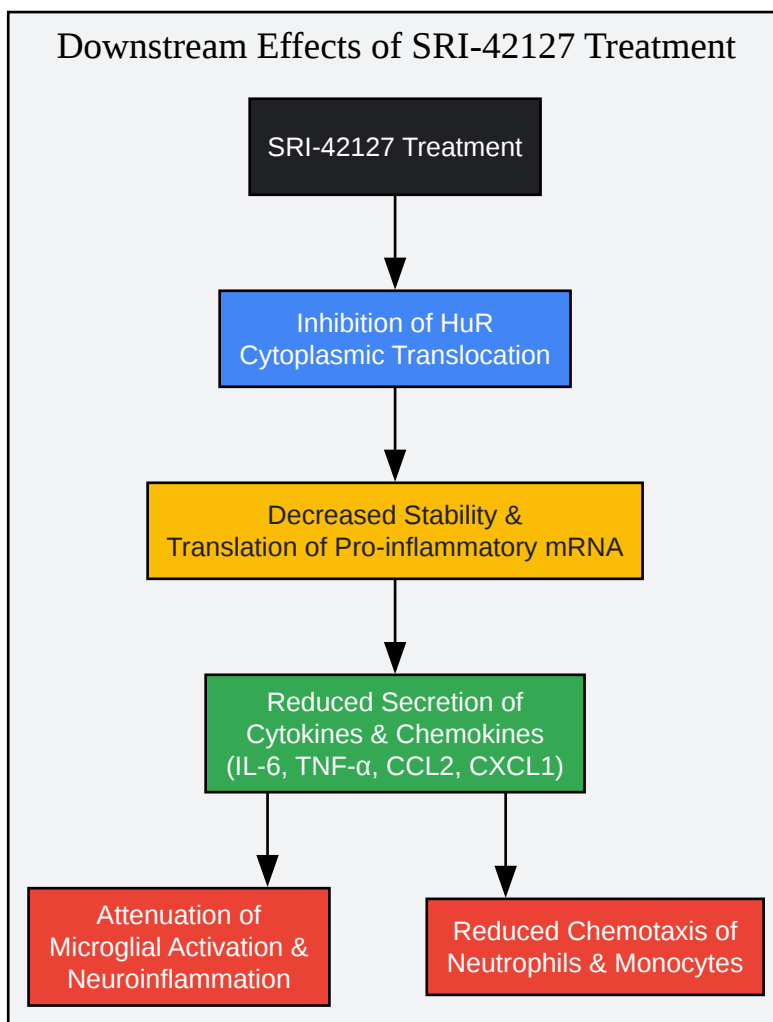 Downstream Effects of SRI-42127 Treatment
SRI-42127 Treatment
Inhibition of HuR
Cytoplasmic Translocation
Decreased Stability &
Translation of Pro-inflammatory mRNA
Reduced Secretion of
Cytokines & Chemokines
(IL-6, TNF-α, CCL2, CXCL1)
Attenuation of
Microglial Activation &
Neuroinflammation
Reduced Chemotaxis of
Neutrophils & Monocytes